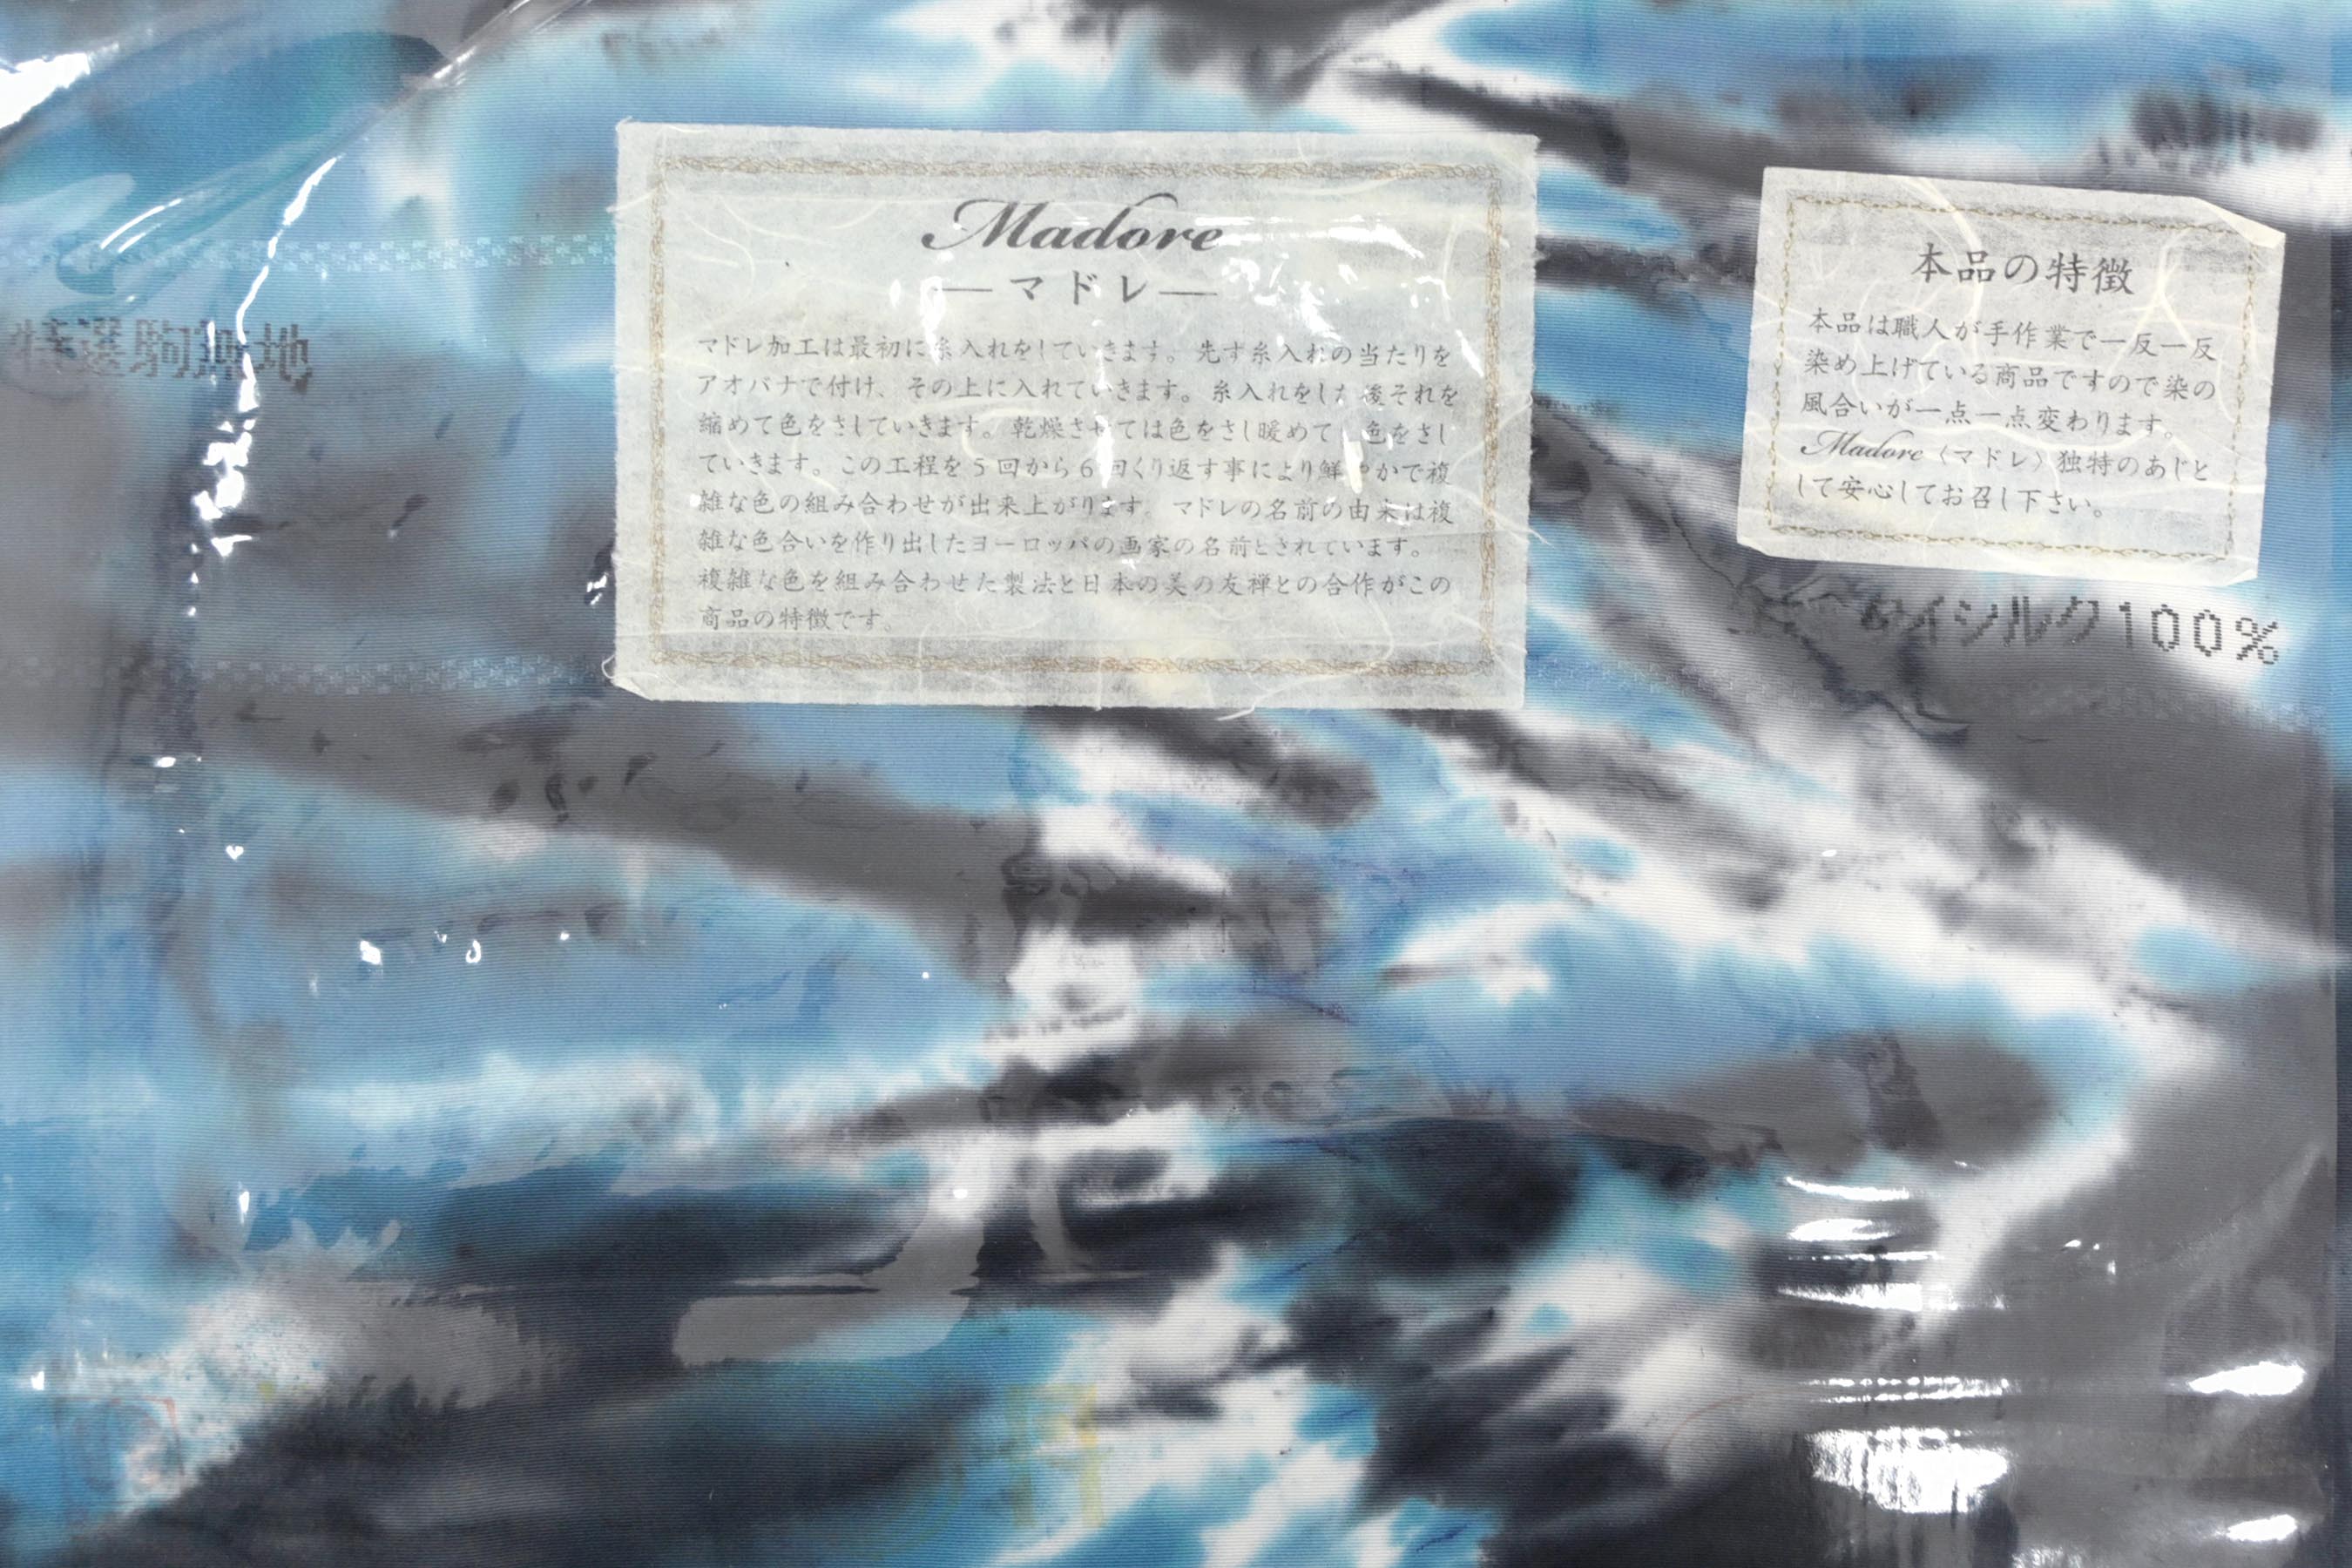 Madore
―マドレ―
マドレ加工は最初に糸入れをしていきます。先ず糸入れの当たりを
アオバナで付け、その上に入れていきます。糸入れをした後それを
縮めて色をさしていきます。乾燥させては色をさし暖めて 色をさし
ていきます。この工程を5回から6回くり返す事により鮮やかで複
雑な色の組み合わせが出来上がります。マドレの名前の由来は複
雑な色合いを作り出したヨーロッパの画家の名前とされています。
複雑な色を組み合わせた製法と日本の美の友禅との合作がこの
商品の特徴です。
本品の特徴
本品は職人が手作業で一反一反
染め上げている商品ですので染の
風合いが一点一点変わります。
Madore〈マドレ〉独特のあじと
して安心してお召し下さい。
特選駒無地
セイシルク100%